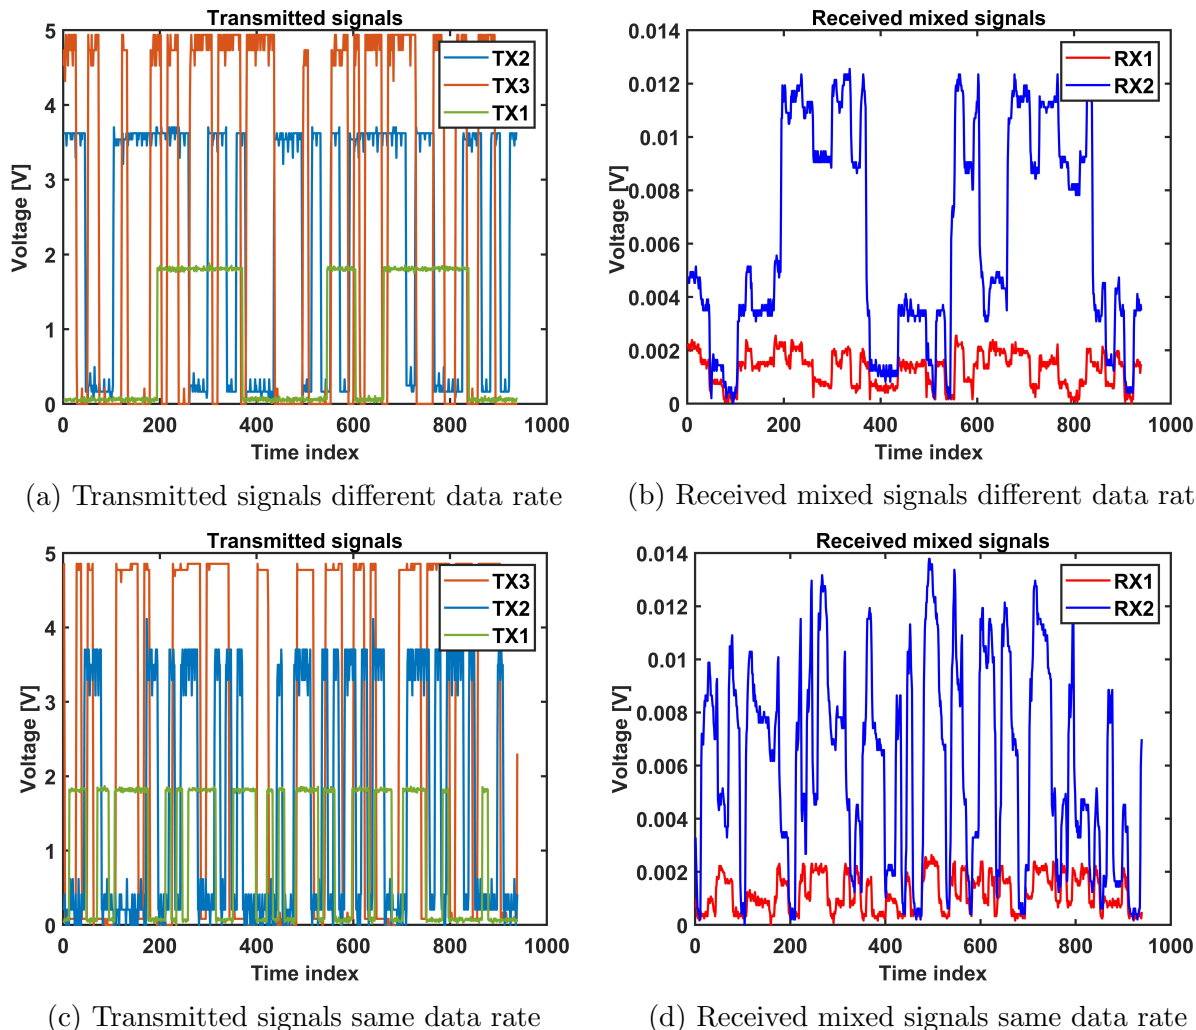 Transmitted signals
5
4
3
2
1
0
Voltage [V]
TX2
TX3
TX1
0 200 400 600 800 1000
Time index
(a) Transmitted signals different data rate
Received mixed signals
0.014
0.012
0.01
0.008
0.006
0.004
0.002
0
Voltage [V]
RX1
RX2
0 200 400 600 800 1000
Time index
(b) Received mixed signals different data rat
Transmitted signals
5
4
3
2
1
0
Voltage [V]
TX3
TX2
TX1
0 200 400 600 800 1000
Time index
(c) Transmitted signals same data rate
Received mixed signals
0.014
0.012
0.01
0.008
0.006
0.004
0.002
0
Voltage [V]
RX1
RX2
0 200 400 600 800 1000
Time index
(d) Received mixed signals same data rate